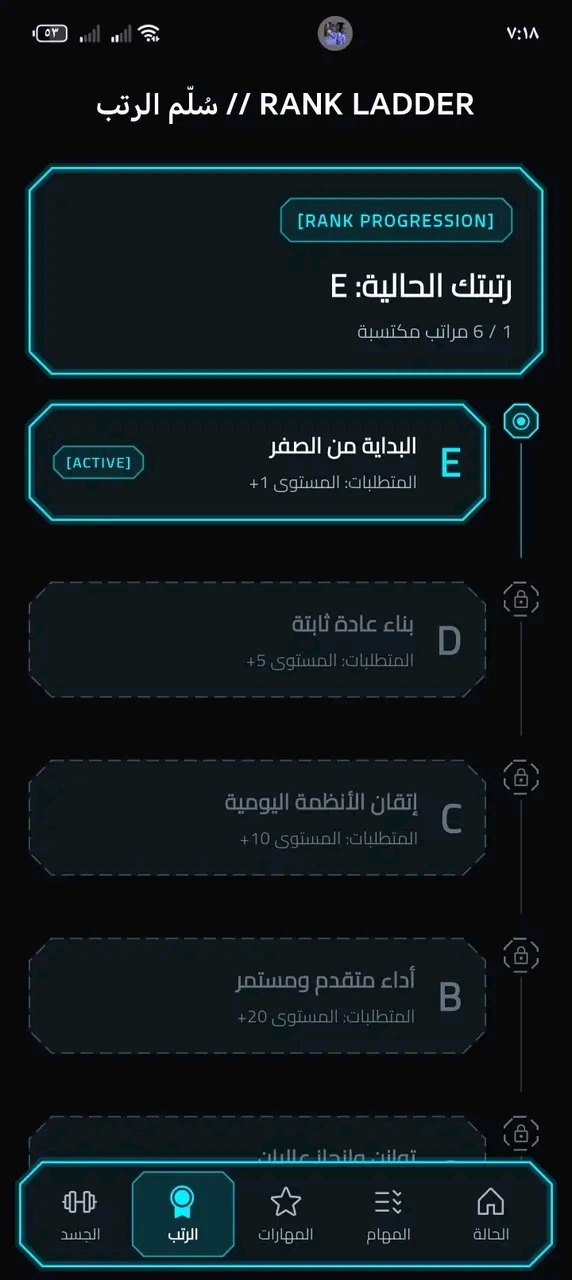 ٧:١٨
٥٣
RANK LADDER // سُلّم الرتب
[RANK PROGRESSION]
رتبتك الحالية: E
1 / 6 مراتب مكتسبة
E
البداية من الصفر
المتطلبات: المستوى 1+
[ACTIVE]
D
بناء عادة ثابتة
المتطلبات: المستوى 5+
C
إتقان الأنظمة اليومية
المتطلبات: المستوى 10+
B
أداء متقدم ومستمر
المتطلبات: المستوى 20+
الحالة
المهام
المهارات
الرتب
الجسد